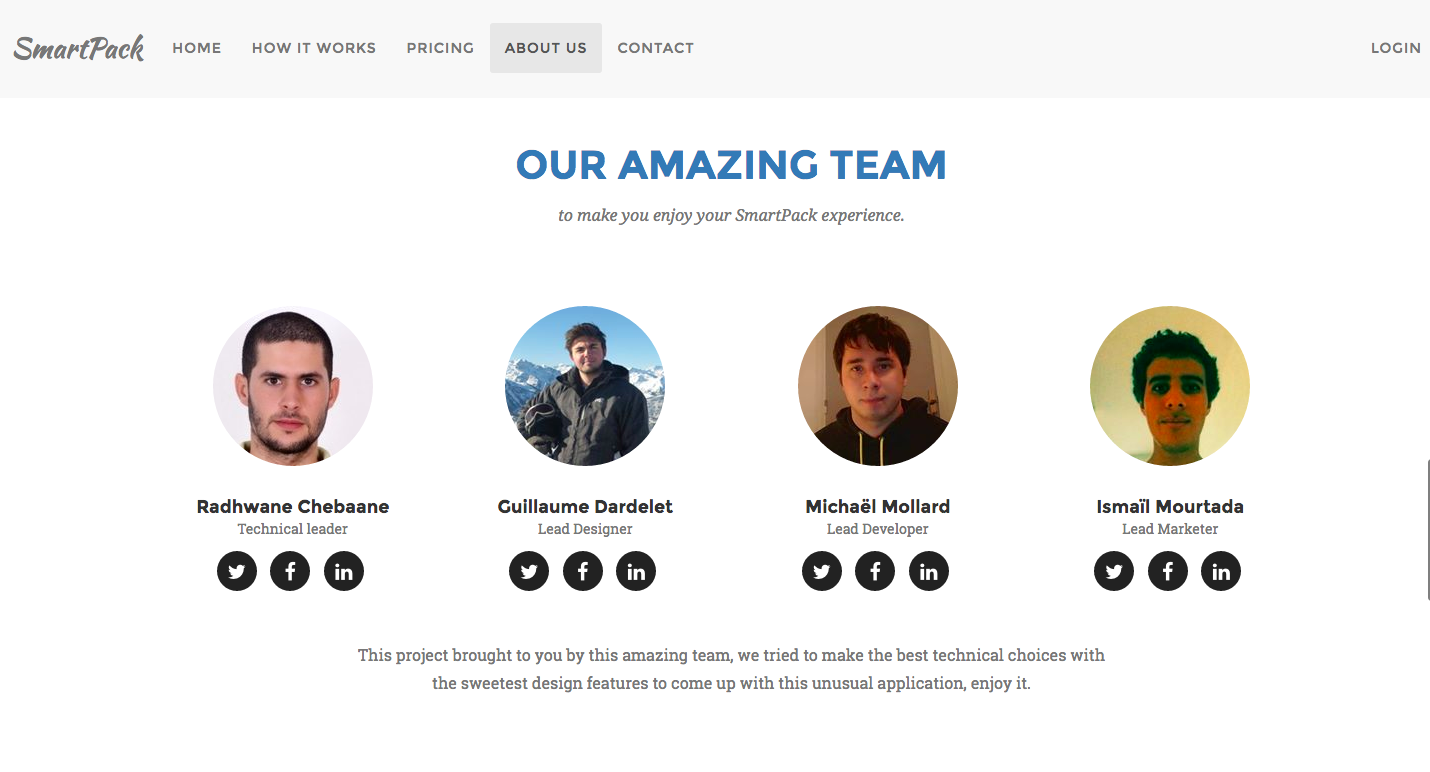 SmartPack HOME HOW IT WORKS PRICING ABOUT US CONTACT LOGIN
OUR AMAZING TEAM
to make you enjoy your SmartPack experience.
Radhwane Chebaane
Technical leader
Guillaume Dardelet
Lead Designer
Michaël Mollard
Lead Developer
Ismaïl Mourtada
Lead Marketer
This project brought to you by this amazing team, we tried to make the best technical choices with
the sweetest design features to come up with this unusual application, enjoy it.